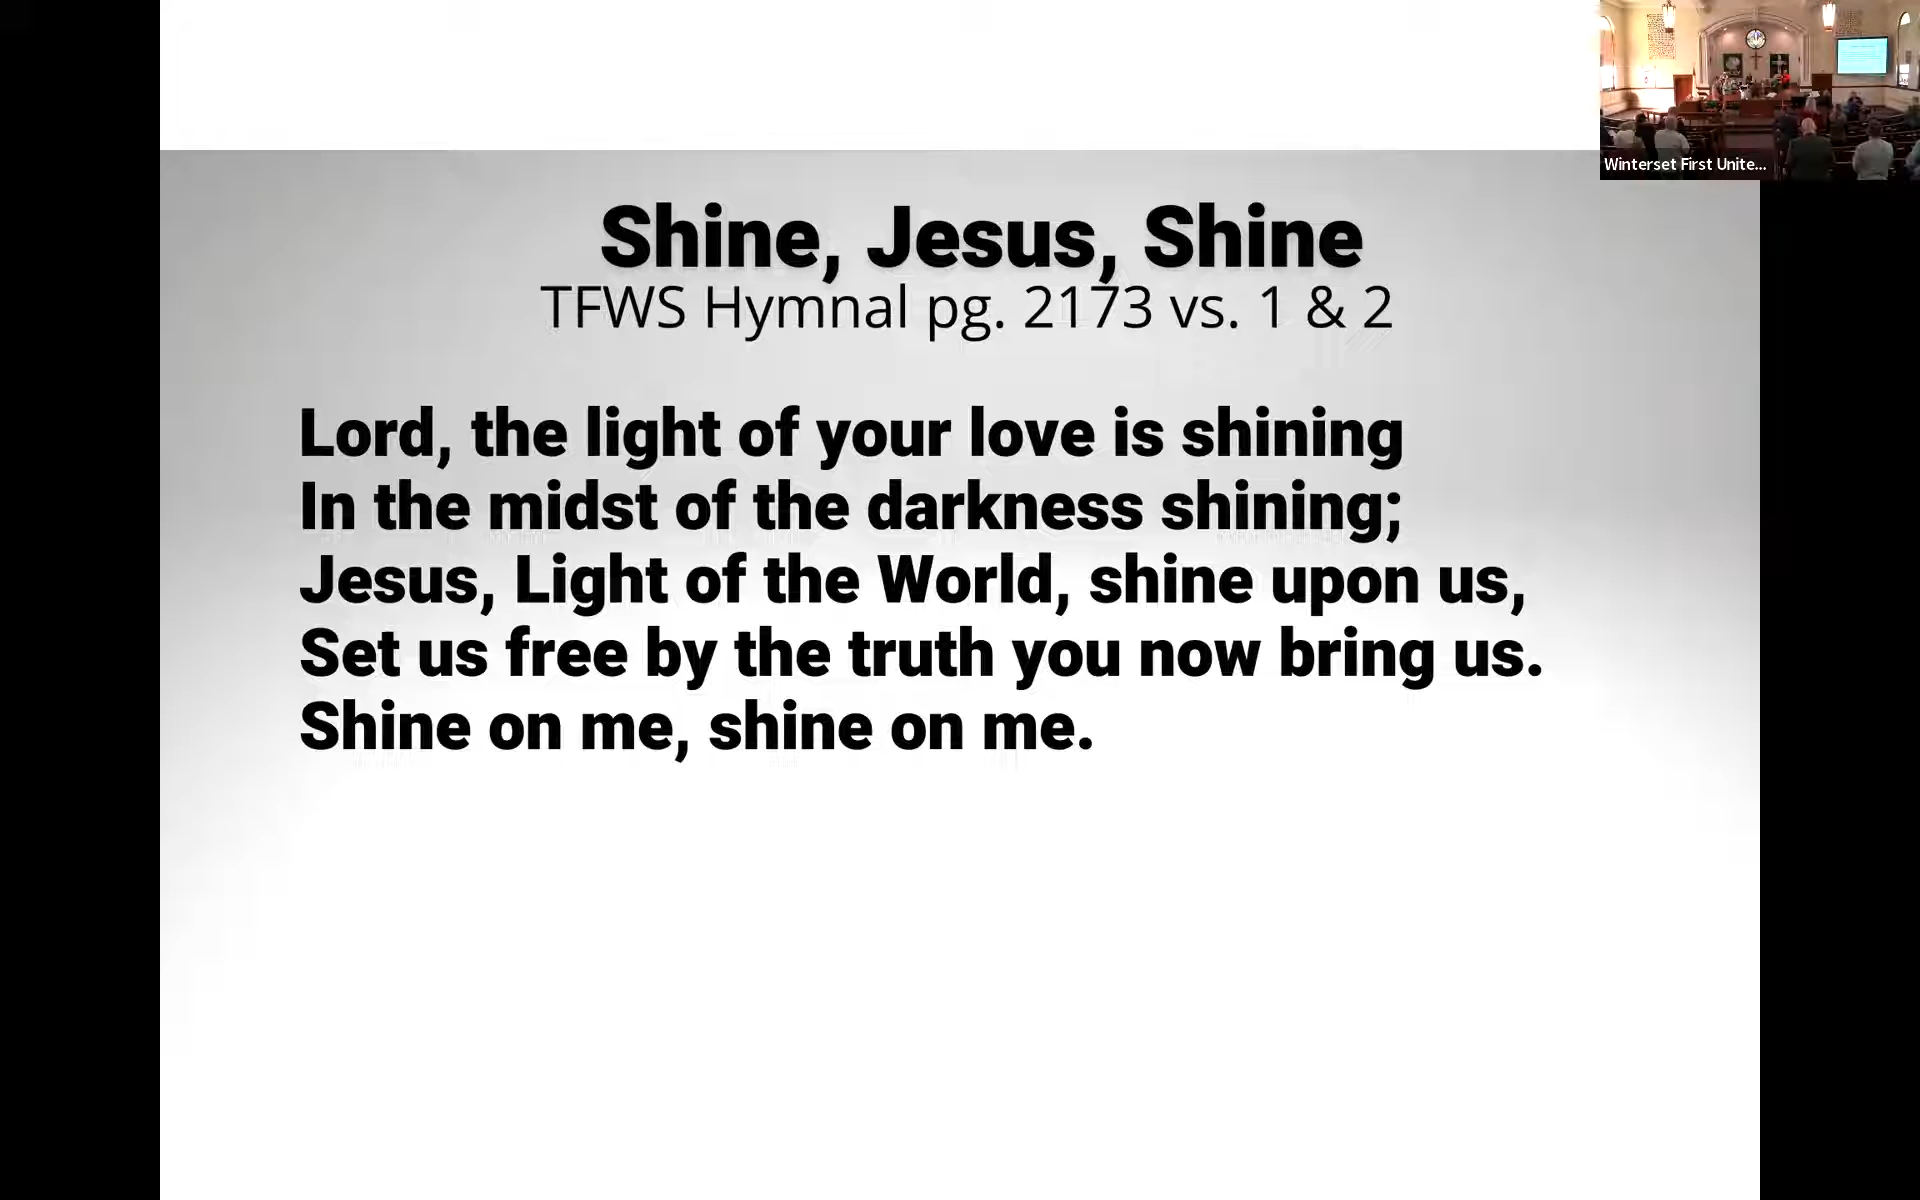 Winterset First Unite...
Shine, Jesus, Shine
TFWS Hymnal pg. 2173 vs. 1 & 2
Lord, the light of your love is shining
In the midst of the darkness shining;
Jesus, Light of the World, shine upon us,
Set us free by the truth you now bring us.
Shine on me, shine on me.